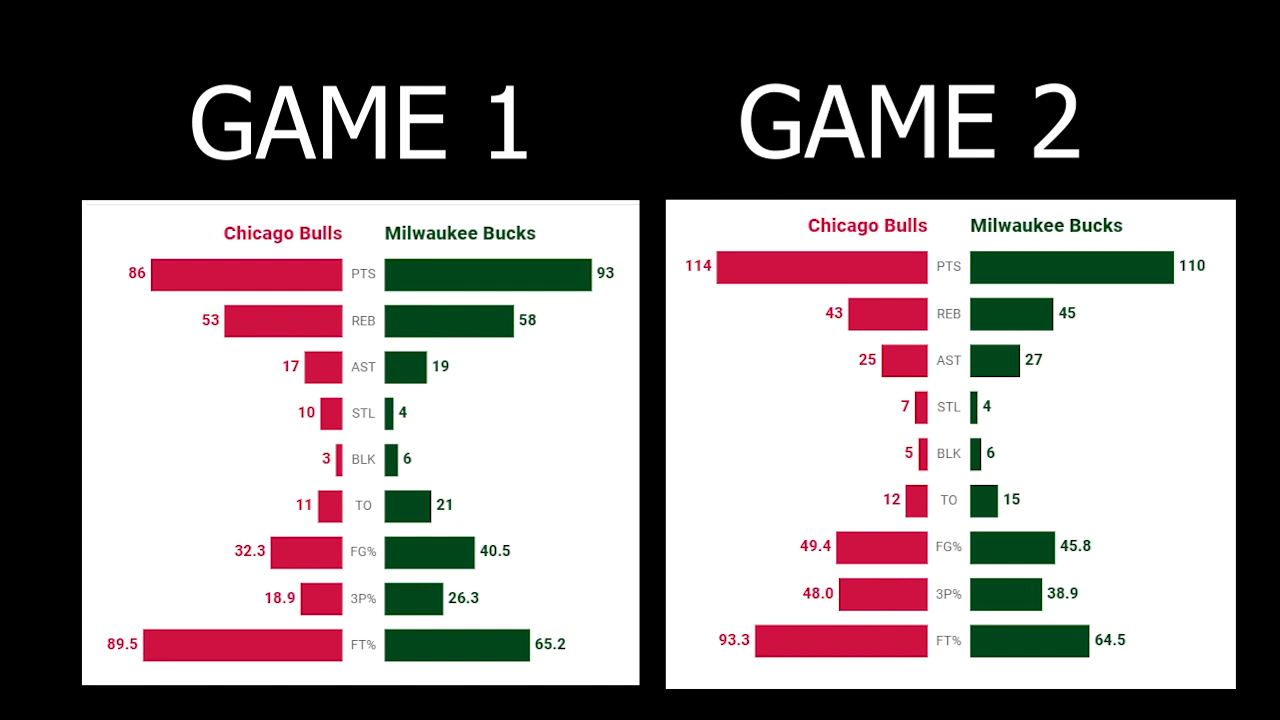 GAME 1
GAME 2
Chicago Bulls Milwaukee Bucks
86 PTS 93
53 REB 58
17 AST 19
10 STL 4
3 BLK 6
11 TO 21
32.3 FG% 40.5
18.9 3P% 26.3
89.5 FT% 65.2
Chicago Bulls Milwaukee Bucks
114 PTS 110
43 REB 45
25 AST 27
7 STL 4
5 BLK 6
12 TO 15
49.4 FG% 45.8
48.0 3P% 38.9
93.3 FT% 64.5